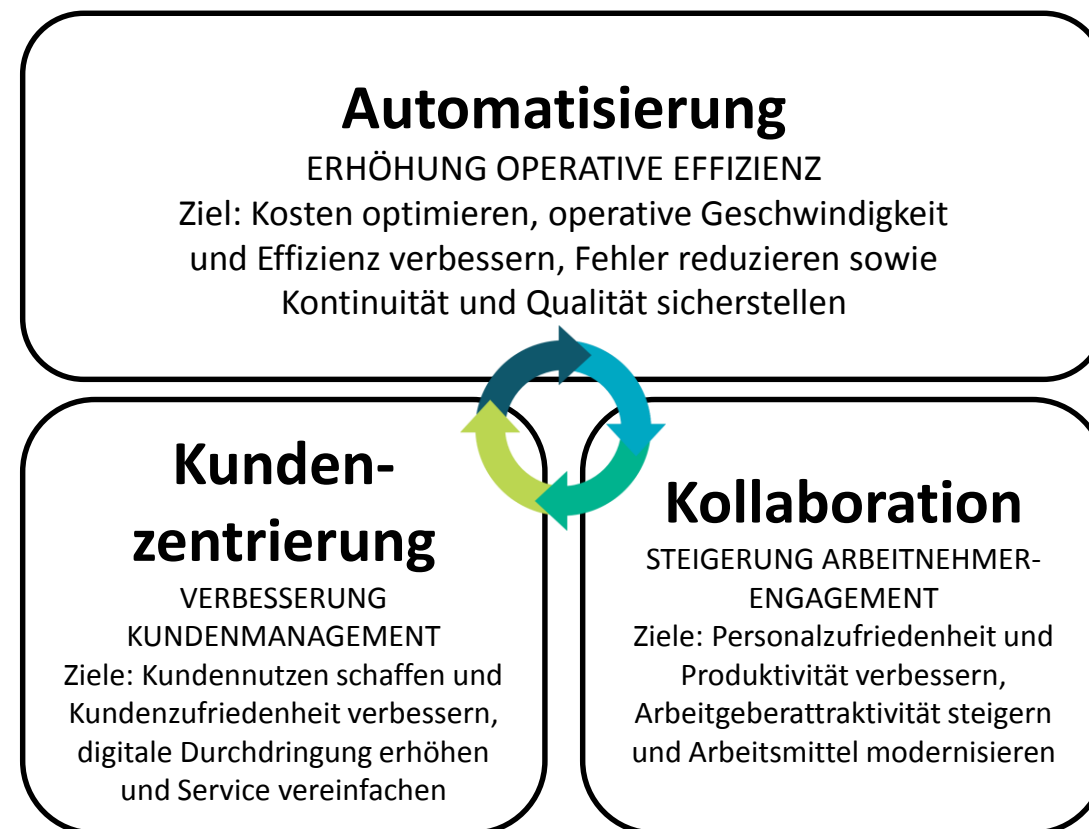 Automatisierung
ERHÖHUNG OPERATIVE EFFIZIENZ
Ziel: Kosten optimieren, operative Geschwindigkeit
und Effizienz verbessern, Fehler reduzieren sowie
Kontinuität und Qualität sicherstellen
Kunden-
zentrierung
VERBESSERUNG
KUNDENMANAGEMENT
Ziele: Kundennutzen schaffen und
Kundenzufriedenheit verbessern,
digitale Durchdringung erhöhen
und Service vereinfachen
Kollaboration
STEIGERUNG ARBEITNEHMER-
ENGAGEMENT
Ziele: Personalzufriedenheit und
Produktivität verbessern,
Arbeitgeberattraktivität steigern
und Arbeitsmittel modernisieren